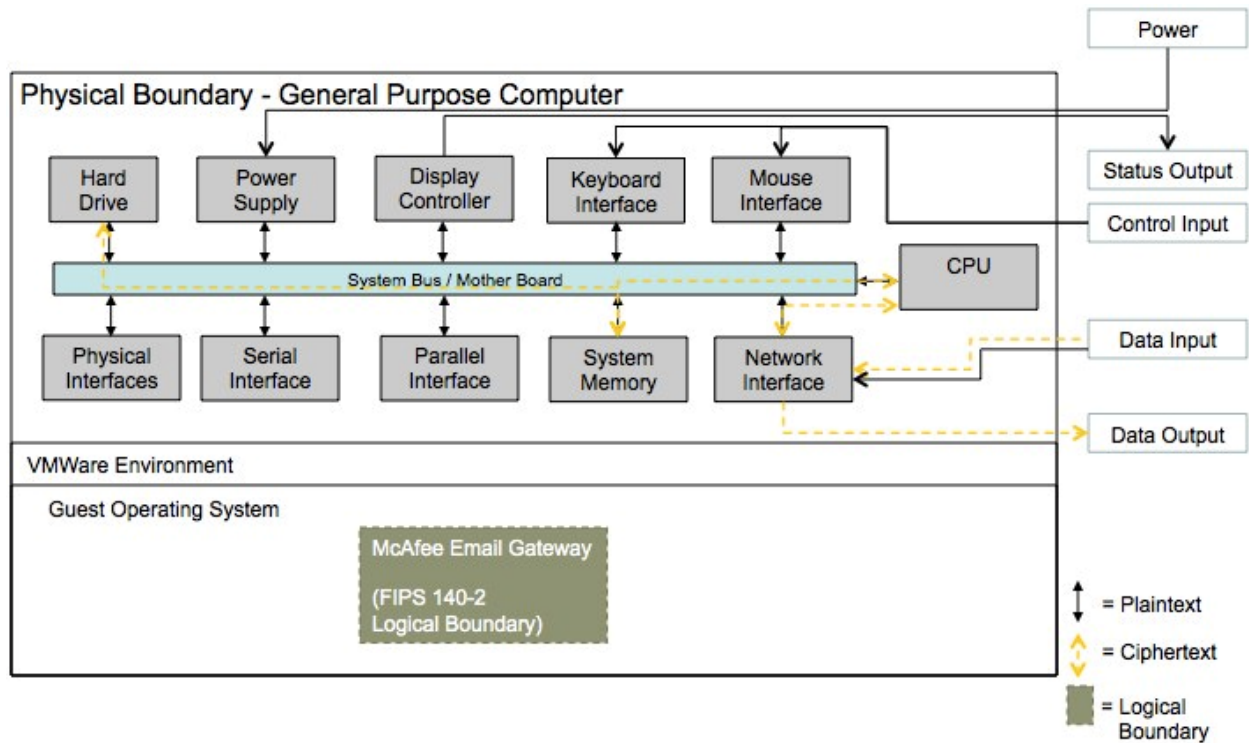 Power
Physical Boundary - General Purpose Computer
Hard
Drive
Power
Supply
Display
Controller
Keyboard
Interface
Mouse
Interface
Status Output
Control Input
CPU
System Bus / Mother Board
Physical
Interfaces
Serial
Interface
Parallel
Interface
System
Memory
Network
Interface
Data Input
Data Output
VMWare Environment
Guest Operating System
McAfee Email Gateway
(FIPS 140-2
Logical Boundary)
= Plaintext
= Ciphertext
= Logical
Boundary